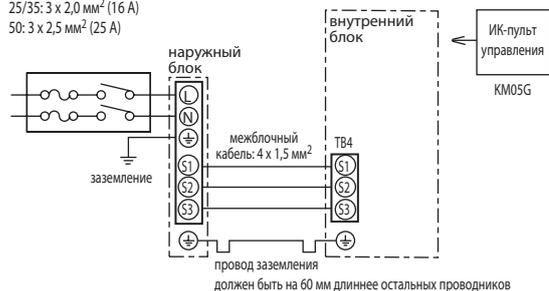 25/35: 3 x 2,0 мм² (16 А)
50: 3 x 2,5 мм² (25 А)
внутренний
блок
ИК-пульт
управления
KM05G
наружный
блок
L
N
межблочный
кабель: 4 x 1,5 мм²
TB4
заземление
S1
S1
S2
S2
S3
S3
провод заземления
должен быть на 60 мм длиннее остальных проводников